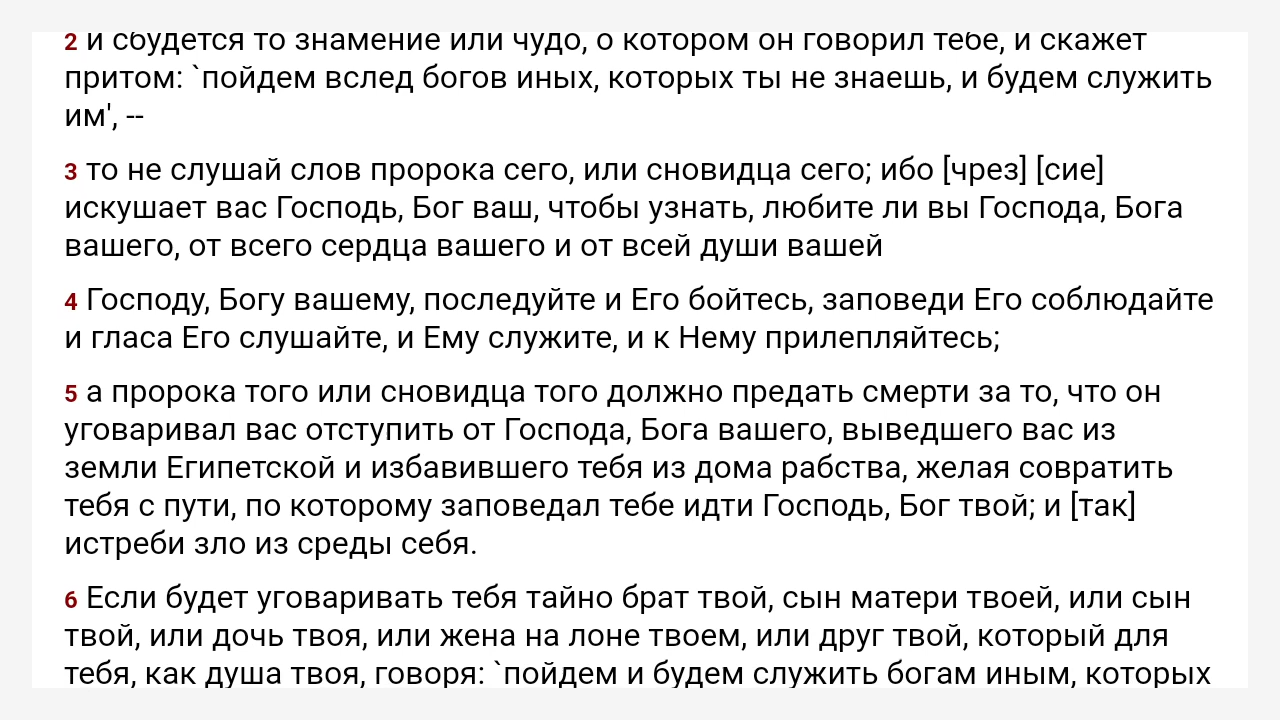 2 и сбудется то знамение или чудо, о котором он говорил тебе, и скажет
притом: `пойдем вслед богов иных, которых ты не знаешь, и будем служить
им', --
3 то не слушай слов пророка сего, или сновидца сего; ибо [чрез] [сие]
искушает вас Господь, Бог ваш, чтобы узнать, любите ли вы Господа, Бога
вашего, от всего сердца вашего и от всей души вашей
4 Господу, Богу вашему, последуйте и Его бойтесь, заповеди Его соблюдайте
и гласа Его слушайте, и Ему служите, и к Нему прилепляйтесь;
5 а пророка того или сновидца того должно предать смерти за то, что он
уговаривал вас отступить от Господа, Бога вашего, выведшего вас из
земли Египетской и избавившего тебя из дома рабства, желая совратить
тебя с пути, по которому заповедал тебе идти Господь, Бог твой; и [так]
истреби зло из среды себя.
6 Если будет уговаривать тебя тайно брат твой, сын матери твоей, или сын
твой, или дочь твоя, или жена на лоне твоем, или друг твой, который для
тебя, как душа твоя, говоря: `пойдем и будем служить богам иным, которых